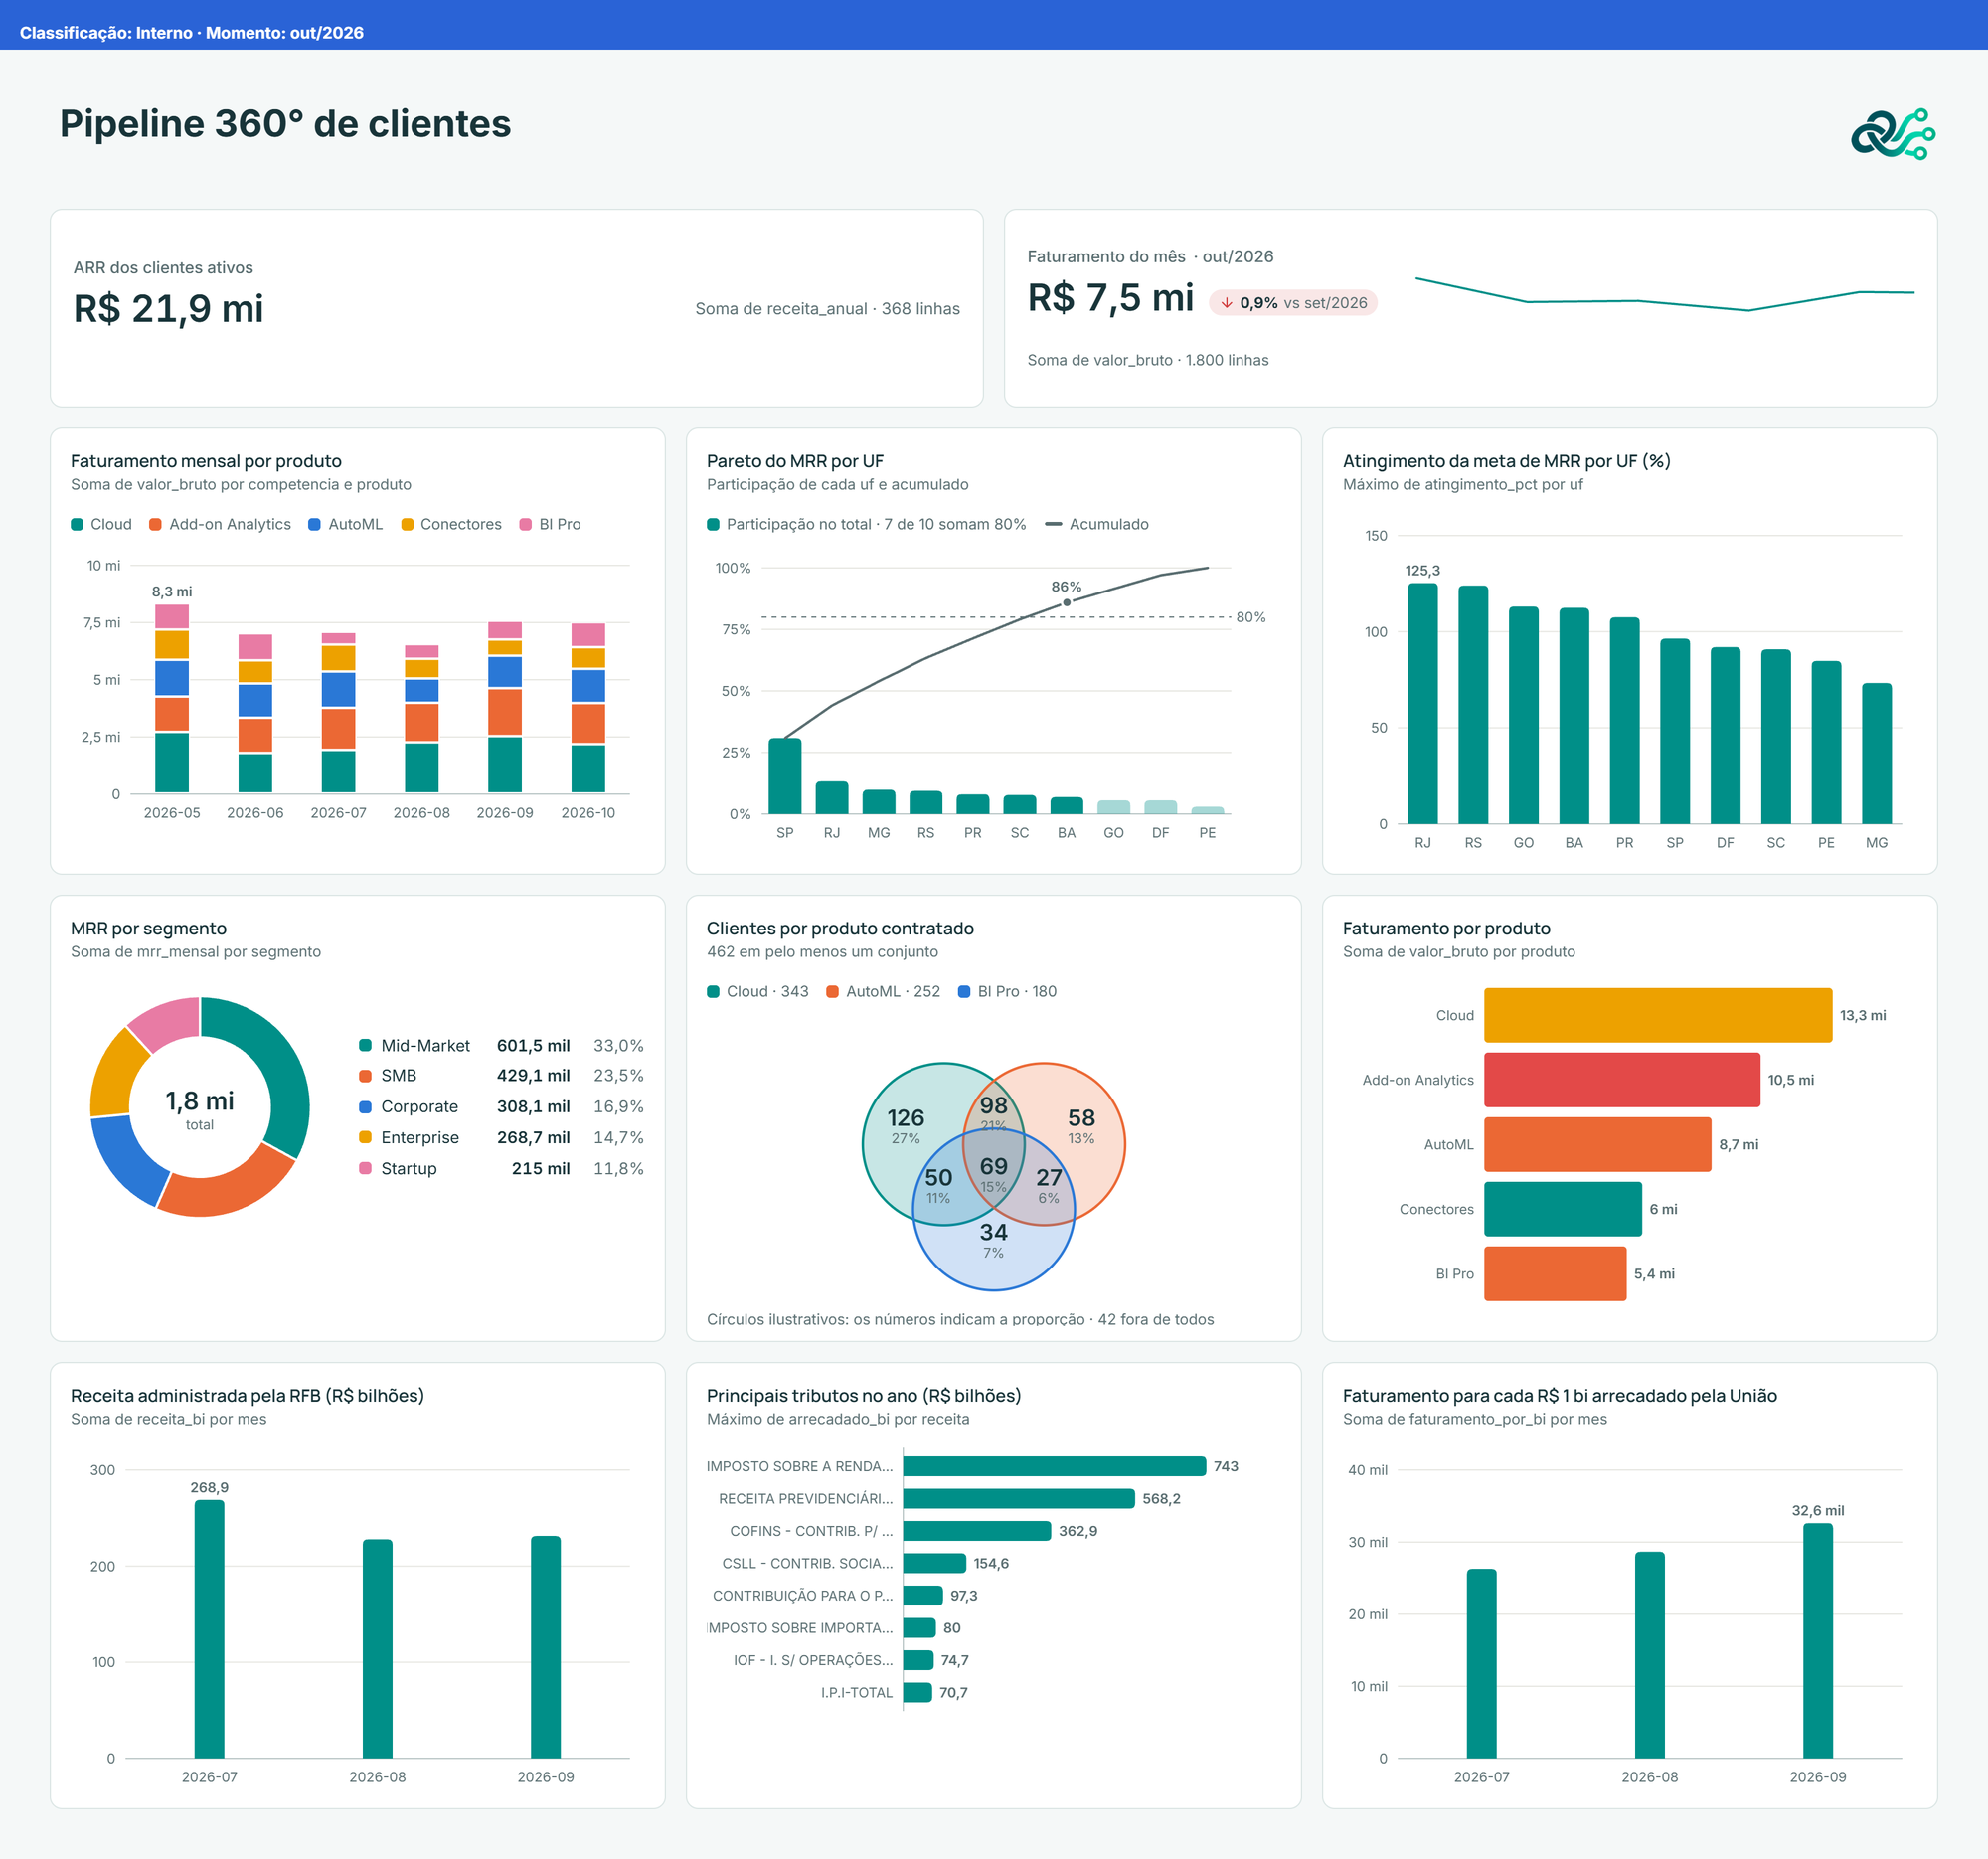 Classificação: Interno · Momento: out/2026
Pipeline 360° de clientes
ARR dos clientes ativos
R$ 21,9 mi
Soma de receita_anual · 368 linhas
Faturamento do mês · out/2026
R$ 7,5 mi
↓ 0,9% vs set/2026
Soma de valor_bruto · 1.800 linhas
Faturamento mensal por produto
Soma de valor_bruto por competencia e produto
Cloud Add-on Analytics AutoML Conectores BI Pro
10 mi
8,3 mi
7,5 mi
5 mi
2,5 mi
0
2026-05 2026-06 2026-07 2026-08 2026-09 2026-10
Pareto do MRR por UF
Participação de cada uf e acumulado
Participação no total · 7 de 10 somam 80% Acumulado
100%
86%
80%
75%
50%
25%
0%
SP RJ MG RS PR SC BA GO DF PE
Atingimento da meta de MRR por UF (%)
Máximo de atingimento_pct por uf
150
125,3
100
50
0
RJ RS GO BA PR SP DF SC PE MG
MRR por segmento
Soma de mrr_mensal por segmento
1,8 mi
total
Mid-Market 601,5 mil 33,0%
SMB 429,1 mil 23,5%
Corporate 308,1 mil 16,9%
Enterprise 268,7 mil 14,7%
Startup 215 mil 11,8%
Clientes por produto contratado
462 em pelo menos um conjunto
Cloud · 343 AutoML · 252 BI Pro · 180
126
27%
98
21%
58
13%
50
11%
69
15%
27
6%
34
7%
Círculos ilustrativos: os números indicam a proporção · 42 fora de todos
Faturamento por produto
Soma de valor_bruto por produto
Cloud 13,3 mi
Add-on Analytics 10,5 mi
AutoML 8,7 mi
Conectores 6 mi
BI Pro 5,4 mi
Receita administrada pela RFB (R$ bilhões)
Soma de receita_bi por mes
300
268,9
200
100
0
2026-07 2026-08 2026-09
Principais tributos no ano (R$ bilhões)
Máximo de arrecadado_bi por receita
IMPOSTO SOBRE A RENDA... 743
RECEITA PREVIDENCIÁRI... 568,2
COFINS - CONTRIB. P/ ... 362,9
CSLL - CONTRIB. SOCIA... 154,6
CONTRIBUIÇÃO PARA O P... 97,3
IMPOSTO SOBRE IMPORTA... 80
IOF - I. S/ OPERAÇÕES... 74,7
I.P.I-TOTAL 70,7
Faturamento para cada R$ 1 bi arrecadado pela União
Soma de faturamento_por_bi por mes
40 mil
32,6 mil
30 mil
20 mil
10 mil
0
2026-07 2026-08 2026-09